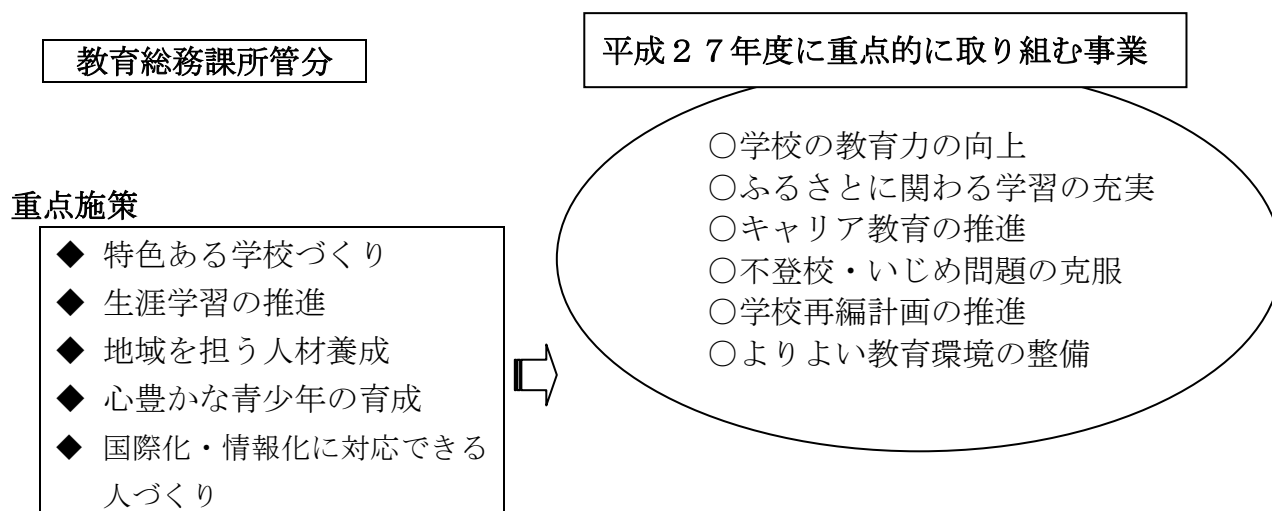 教育総務課所管分
平成２７年度に重点的に取り組む事業
重点施策
◆ 特色ある学校づくり
◆ 生涯学習の推進
◆ 地域を担う人材養成
◆ 心豊かな青少年の育成
◆ 国際化・情報化に対応できる
人づくり
○学校の教育力の向上
○ふるさとに関わる学習の充実
○キャリア教育の推進
○不登校・いじめ問題の克服
○学校再編計画の推進
○よりよい教育環境の整備